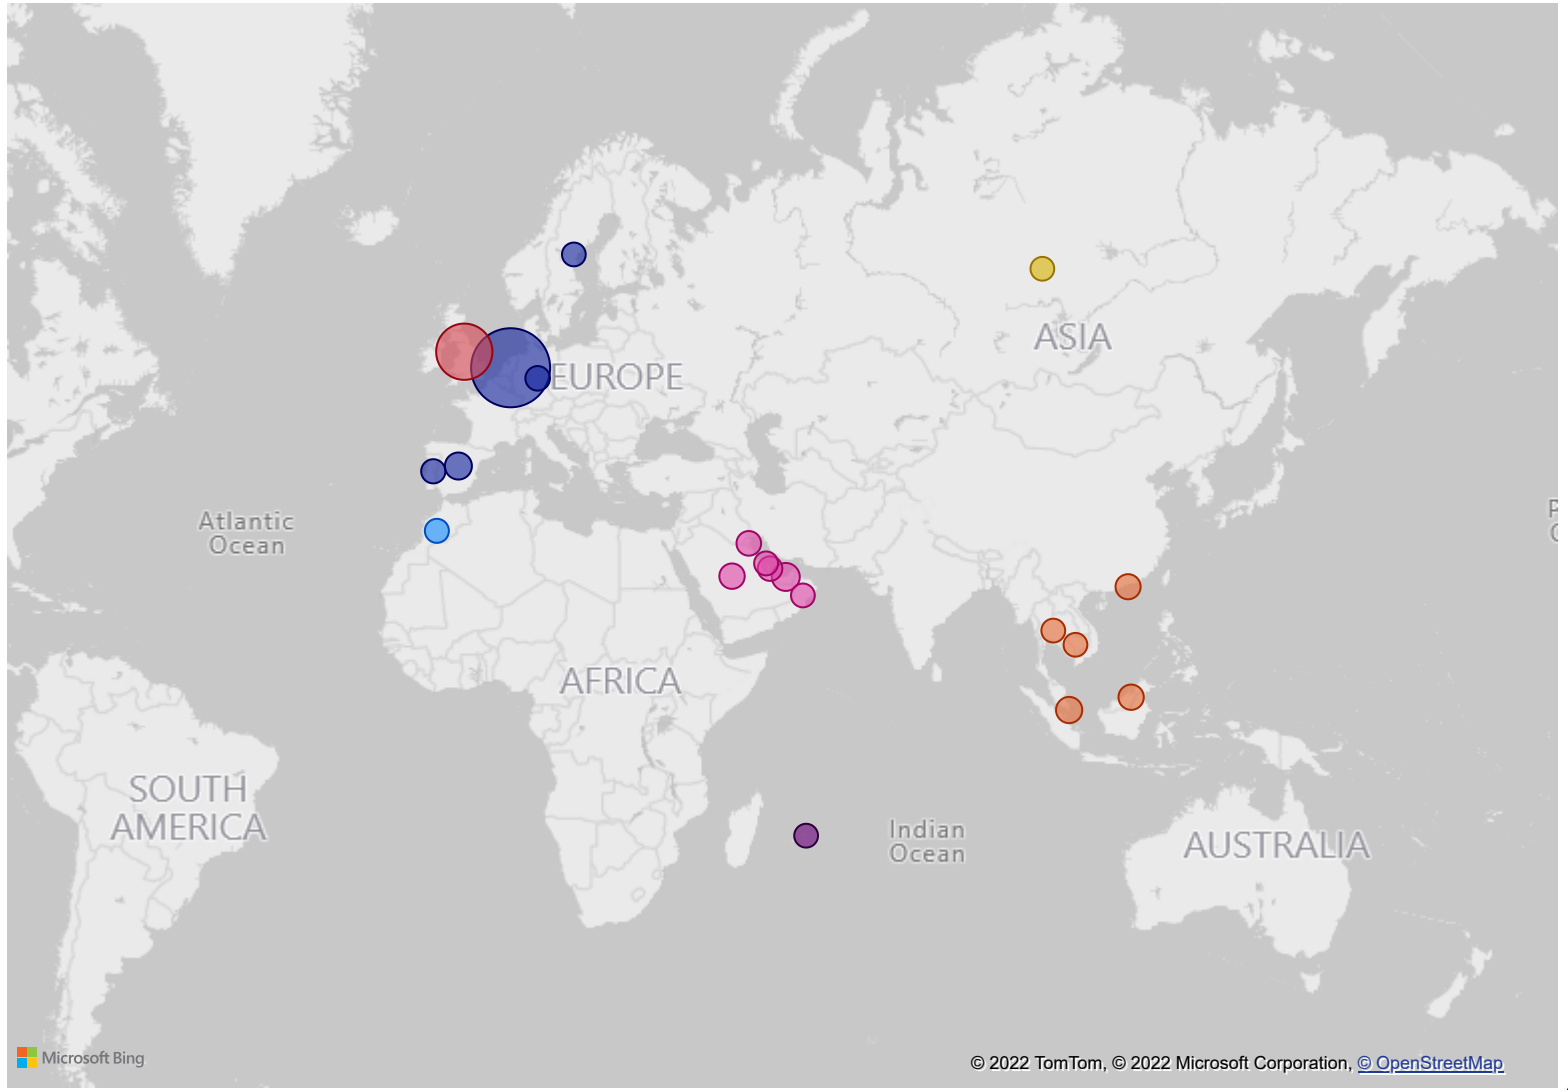 ASIA
EUROPE
Atlantic
Ocean
P
O
AFRICA
SOUTH
AMERICA
Indian
Ocean
AUSTRALIA
Microsoft Bing
© 2022 TomTom, © 2022 Microsoft Corporation, © OpenStreetMap